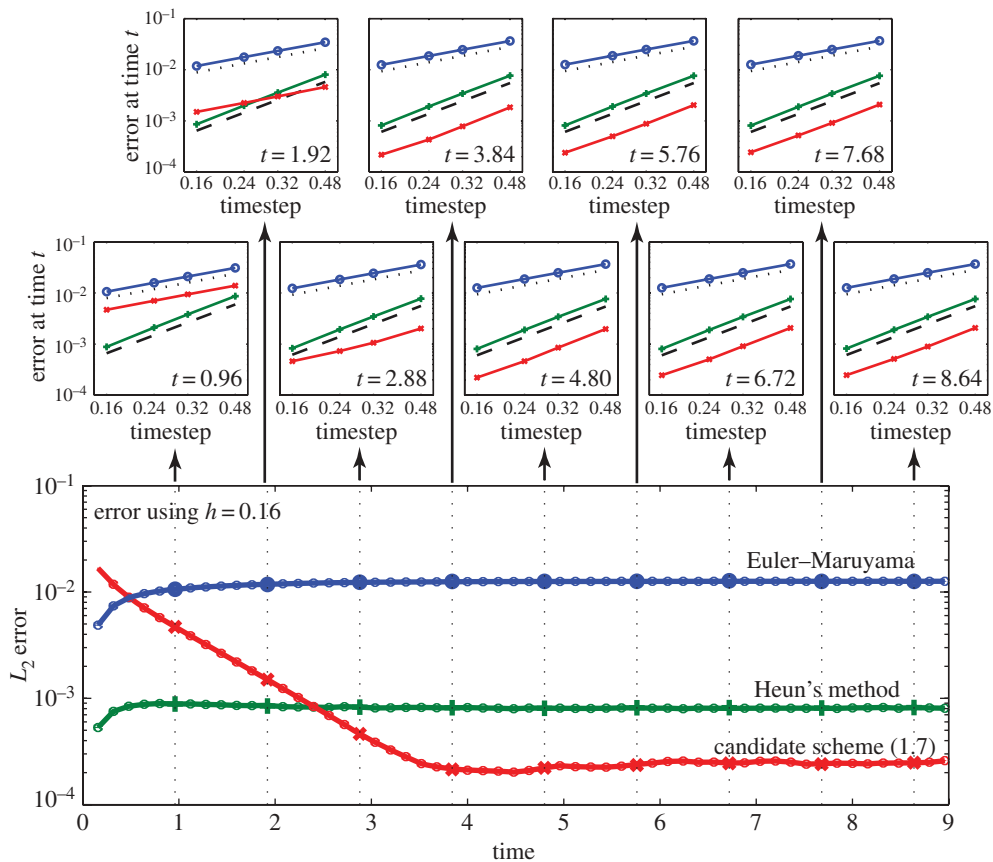 error at time t
10⁻¹
10⁻²
10⁻³
10⁻⁴
t = 1.92
t = 3.84
t = 5.76
t = 7.68
0.16 0.24 0.32 0.48
0.16 0.24 0.32 0.48
0.16 0.24 0.32 0.48
0.16 0.24 0.32 0.48
timestep
timestep
timestep
timestep
error at time t
10⁻¹
10⁻²
10⁻³
10⁻⁴
t = 0.96
t = 2.88
t = 4.80
t = 6.72
t = 8.64
0.16 0.24 0.32 0.48
0.16 0.24 0.32 0.48
0.16 0.24 0.32 0.48
0.16 0.24 0.32 0.48
0.16 0.24 0.32 0.48
timestep
timestep
timestep
timestep
timestep
L₂ error
10⁻¹
10⁻²
10⁻³
10⁻⁴
error using h = 0.16
Euler–Maruyama
Heun's method
candidate scheme (1.7)
0 1 2 3 4 5 6 7 8 9
time